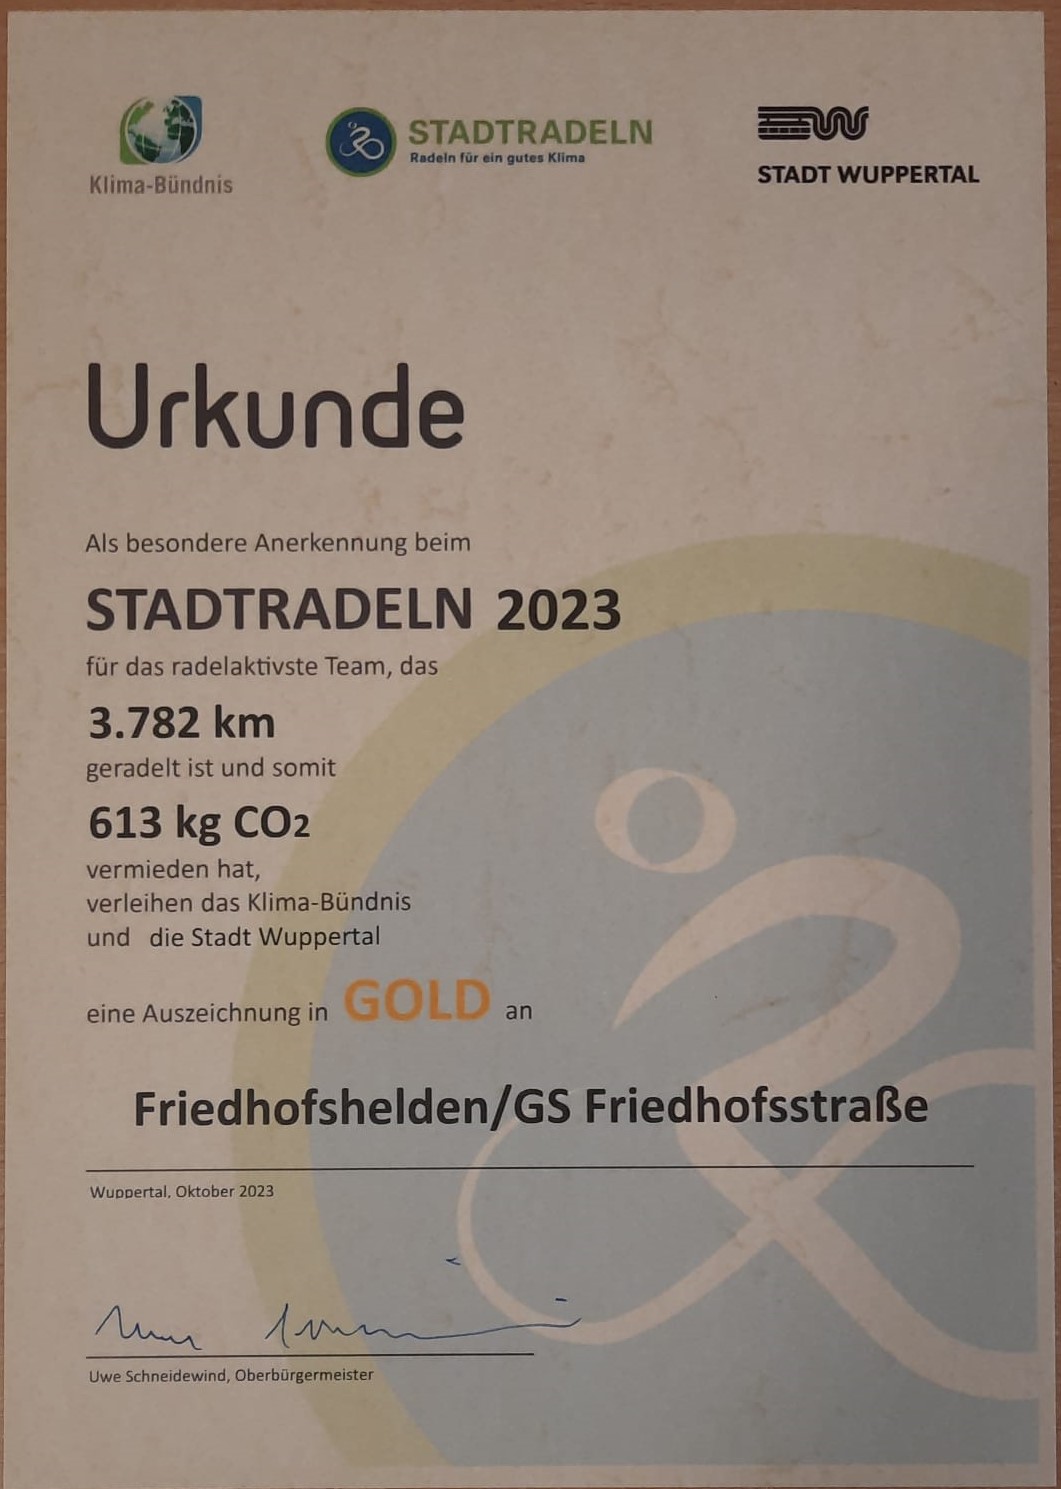 Klima-Bündnis
STADTRADELN
Radeln für ein gutes Klima
STADT WUPPERTAL
Urkunde
Als besondere Anerkennung beim
STADTRADELN 2023
für das radelaktivste Team, das
3.782 km
geradelt ist und somit
613 kg CO2
vermieden hat,
verleihen das Klima-Bündnis
und die Stadt Wuppertal
eine Auszeichnung in GOLD an
Friedhofshelden/GS Friedhofsstraße
Wuppertal, Oktober 2023
Uwe Schneidewind, Oberbürgermeister